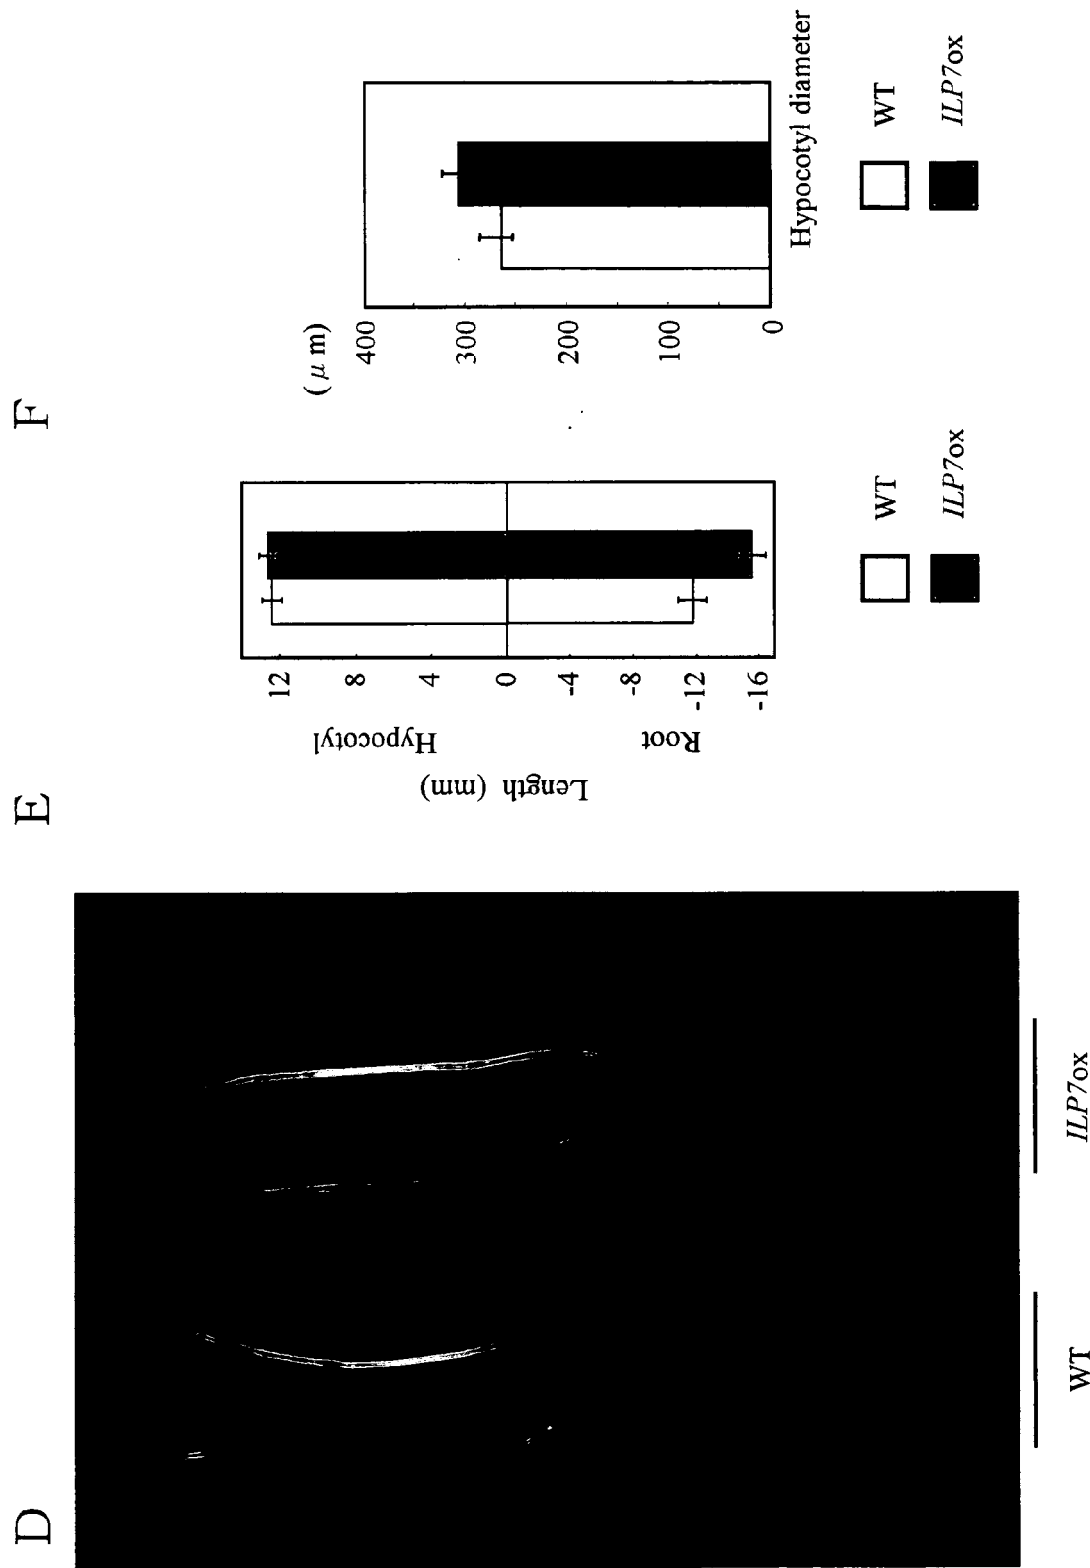 D
WT
ILP7ox
E
Length (mm)
Hypocotyl
Root
12
8
4
0
-4
-8
-12
-16
WT
ILP7ox
F
(μm)
400
300
200
100
0
Hypocotyl diameter
WT
ILP7ox